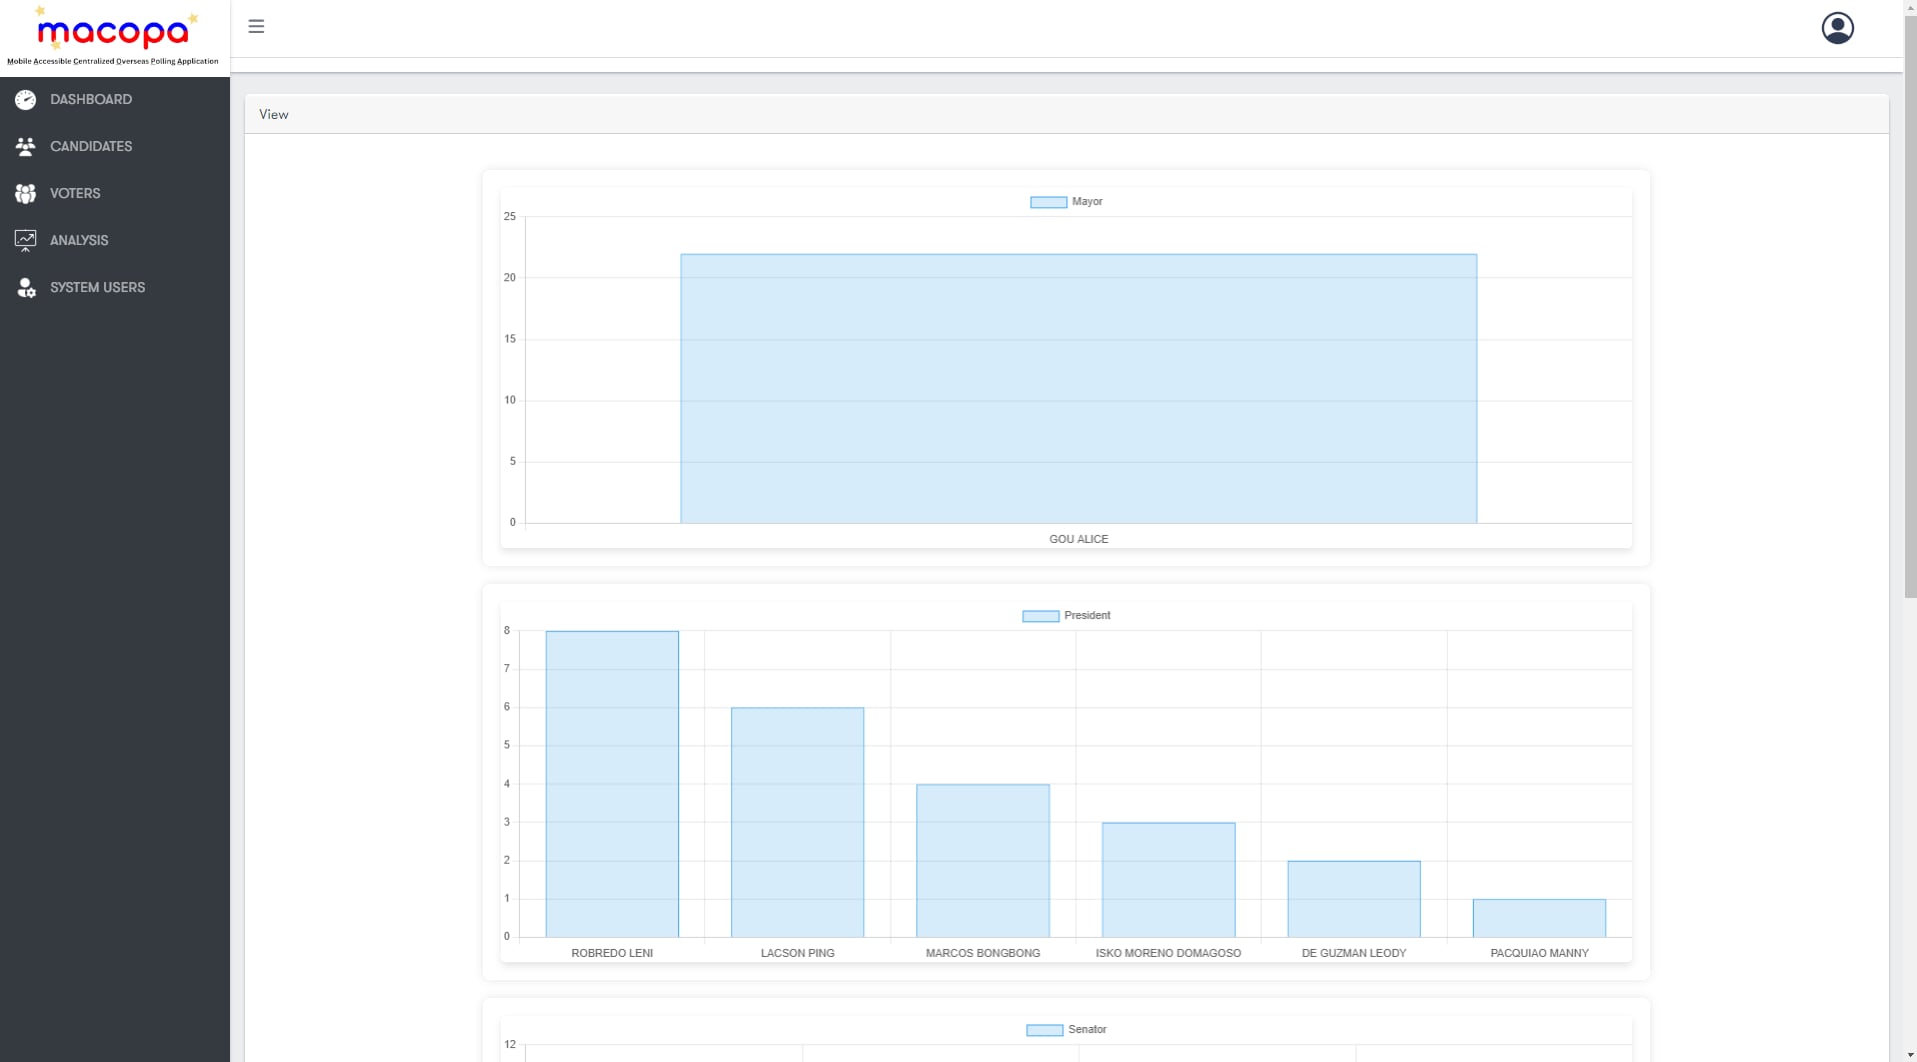 macopa
Mobile Accessible Centralized Overseas Polling Application
DASHBOARD
CANDIDATES
VOTERS
ANALYSIS
SYSTEM USERS
View
Mayor
25
20
15
10
5
0
GOU ALICE
President
8
7
6
5
4
3
2
1
0
ROBREDO LENI LACSON PING MARCOS BONGBONG ISKO MORENO DOMAGOSO DE GUZMAN LEODY PACQUIAO MANNY
Senator
12